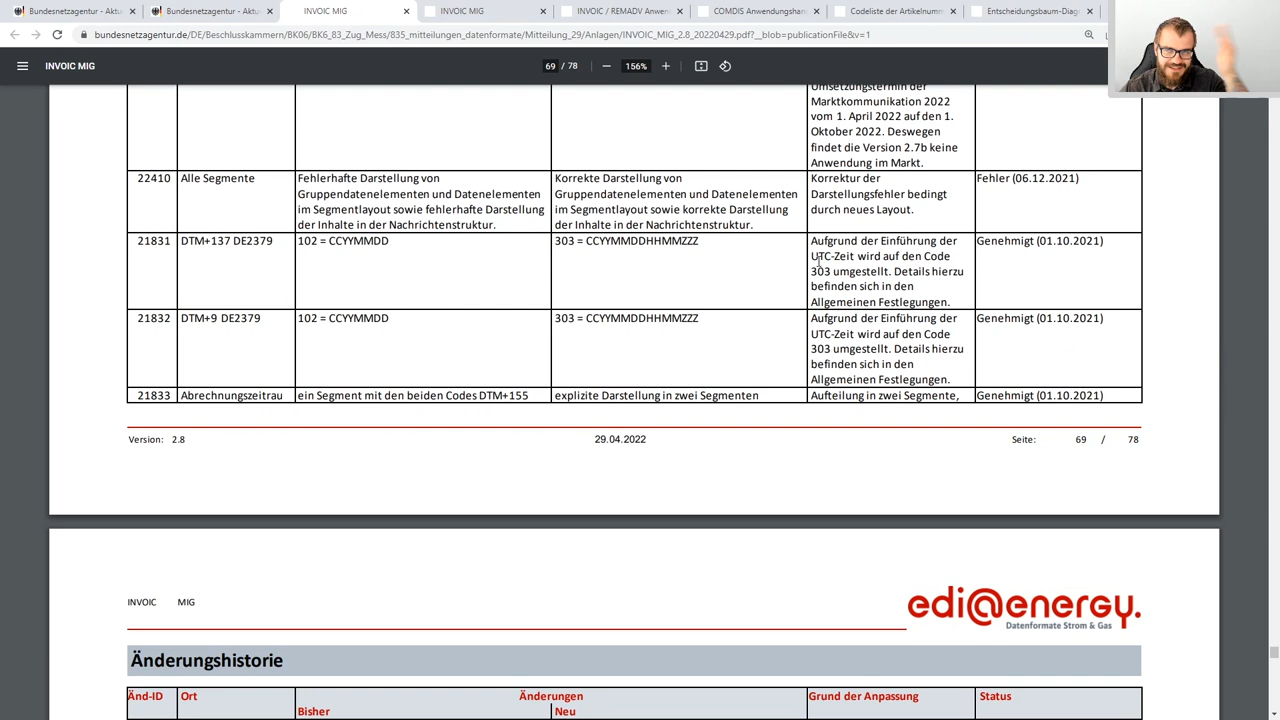 Bundesnetzagentur - Aktu
Bundesnetzagentur - Aktu
INVOIC MIG
INVOIC MIG
INVOIC / REMADV Anwen
COMDIS Anwendungshan
Codeliste der Artikelnumm
Entscheidungsbaum-Diag
bundesnetzagentur.de/DE/Beschlusskammern/BK06/BK6_83_Zug_Mess/835_mitteilungen_datenformate/Mitteilung_29/Anlagen/INVOIC_MIG_2.8_20220429.pdf?__blob=publicationFile&v=1
INVOIC MIG
69 / 78
156%
Umsetzungstermin der
Marktkommunikation 2022
vom 1. April 2022 auf den 1.
Oktober 2022. Deswegen
findet die Version 2.7b keine
Anwendung im Markt.
22410 Alle Segmente Fehlerhafte Darstellung von Korrekte Darstellung von Korrektur der Fehler (06.12.2021)
Gruppendatenelementen und Datenelementen Gruppendatenelementen und Datenelementen Darstellungsfehler bedingt
im Segmentlayout sowie fehlerhafte Darstellung im Segmentlayout sowie korrekte Darstellung durch neues Layout.
der Inhalte in der Nachrichtenstruktur. der Inhalte in der Nachrichtenstruktur.
21831 DTM+137 DE2379 102 = CCYYMMDD 303 = CCYYMMDDHHMMZZZ Aufgrund der Einführung der Genehmigt (01.10.2021)
UTC-Zeit wird auf den Code
303 umgestellt. Details hierzu
befinden sich in den
Allgemeinen Festlegungen.
21832 DTM+9 DE2379 102 = CCYYMMDD 303 = CCYYMMDDHHMMZZZ Aufgrund der Einführung der Genehmigt (01.10.2021)
UTC-Zeit wird auf den Code
303 umgestellt. Details hierzu
befinden sich in den
Allgemeinen Festlegungen.
21833 Abrechnungszeitrau ein Segment mit den beiden Codes DTM+155 explizite Darstellung in zwei Segmenten Aufteilung in zwei Segmente, Genehmigt (01.10.2021)
Version: 2.8 29.04.2022 Seite: 69 / 78
INVOIC MIG
edi@energy.
Datenformate Strom & Gas
Änderungshistorie
Änd-ID Ort Änderungen Grund der Anpassung Status
Bisher Neu